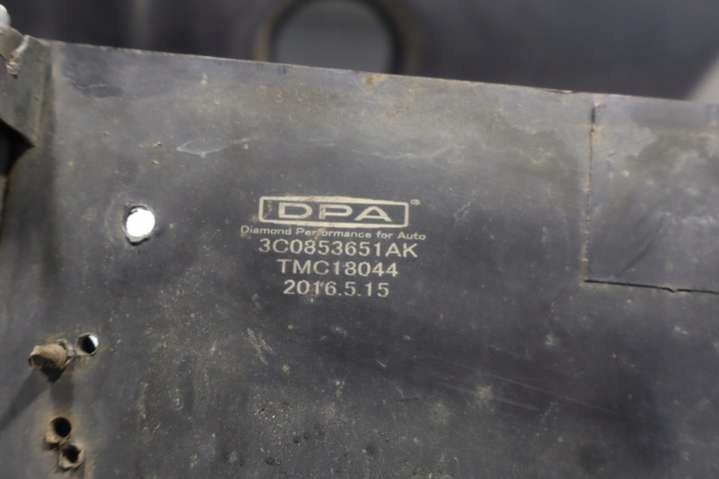 DPA®
Diamond Performance for Auto
3C0853651AK
TMC18044
2016.5.15